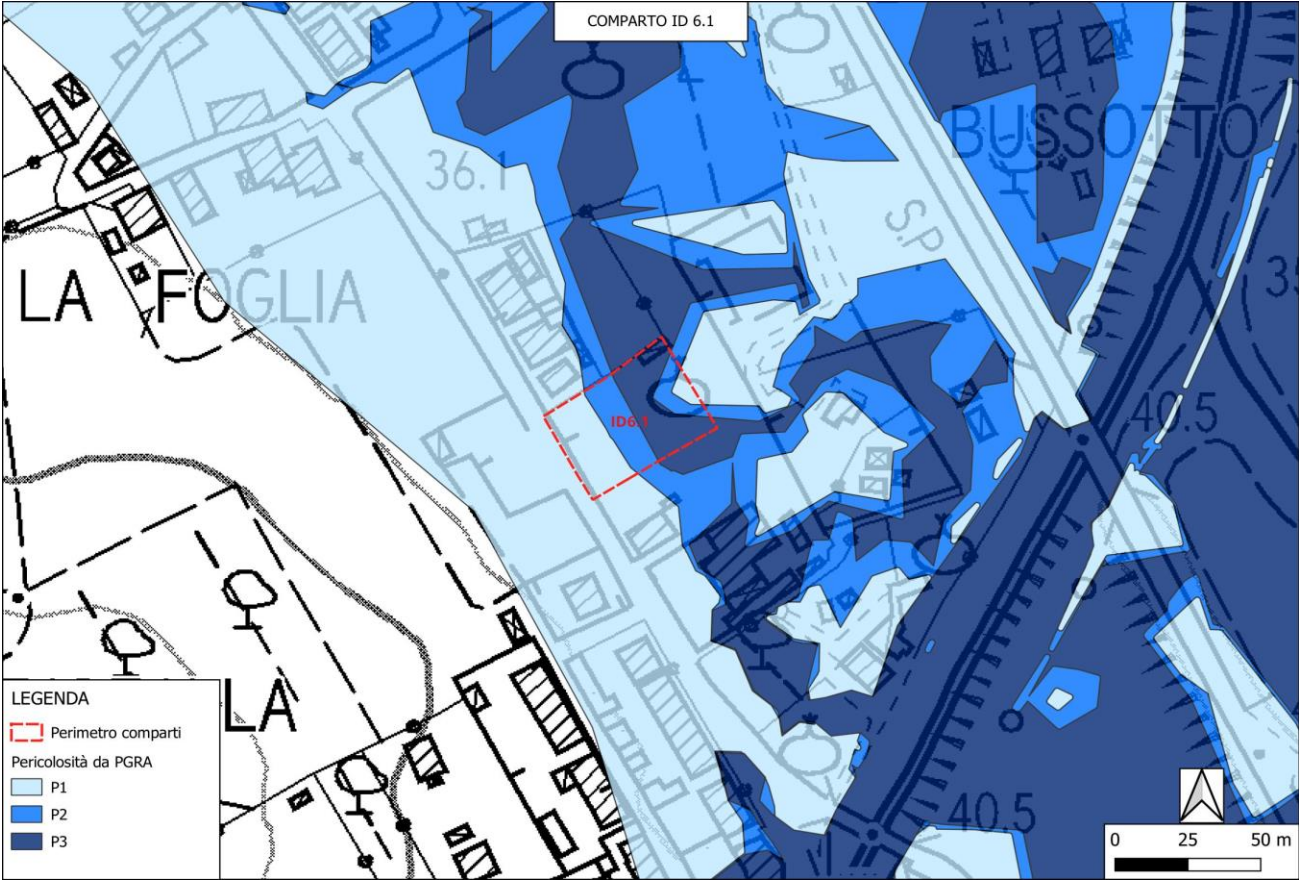 COMPARTO ID 6.1
BUSSOTTO
36.1
S.P
LA FOGLIA
35
40.5
ID6.1
LA
40.5
LEGENDA
Perimetro comparti
Pericolosità da PGRA
P1
P2
P3
0 25 50 m